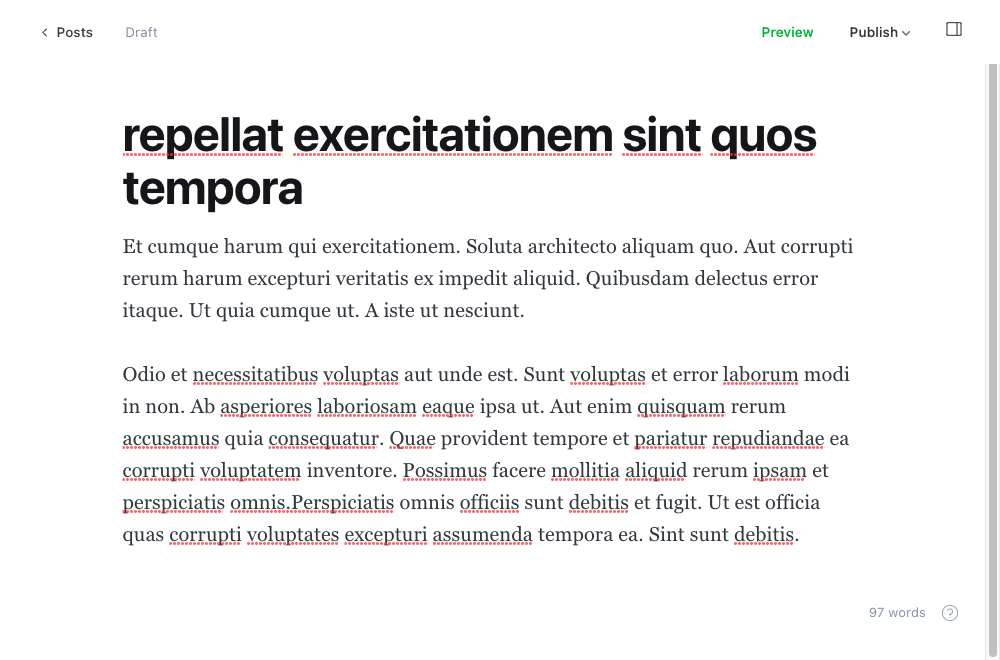 Posts
Draft
Preview
Publish
repellat exercitationem sint quos
tempora
Et cumque harum qui exercitationem. Soluta architecto aliquam quo. Aut corrupti
rerum harum excepturi veritatis ex impedit aliquid. Quibusdam delectus error
itaque. Ut quia cumque ut. A iste ut nesciunt.
Odio et necessitatibus voluptas aut unde est. Sunt voluptas et error laborum modi
in non. Ab asperiores laboriosam eaque ipsa ut. Aut enim quisquam rerum
accusamus quia consequatur. Quae provident tempore et pariatur repudiandae ea
corrupti voluptatem inventore. Possimus facere mollitia aliquid rerum ipsam et
perspiciatis omnis.Perspiciatis omnis officiis sunt debitis et fugit. Ut est officia
quas corrupti voluptates excepturi assumenda tempora ea. Sint sunt debitis.
97 words
?